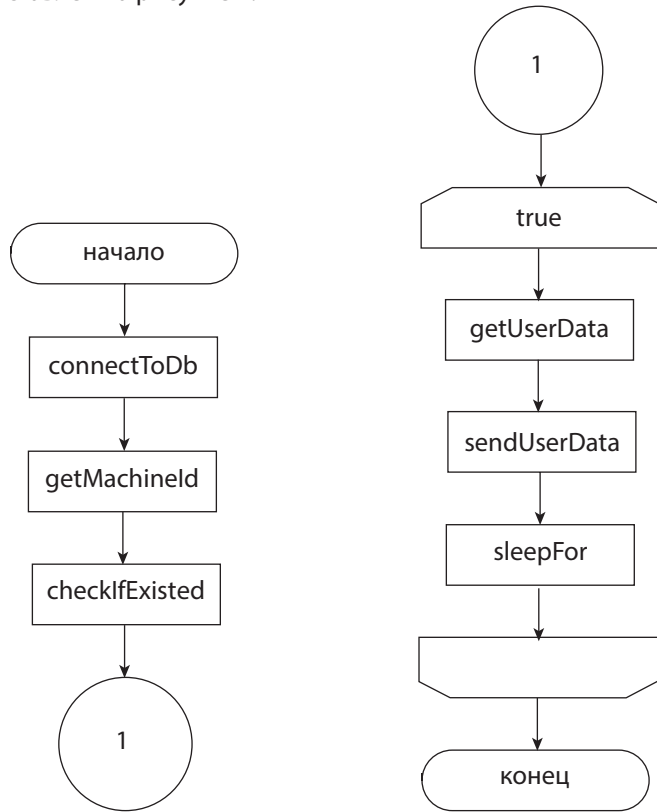 начало
connectToDb
getMachineId
checkIfExisted
1
1
true
getUserData
sendUserData
sleepFor
конец